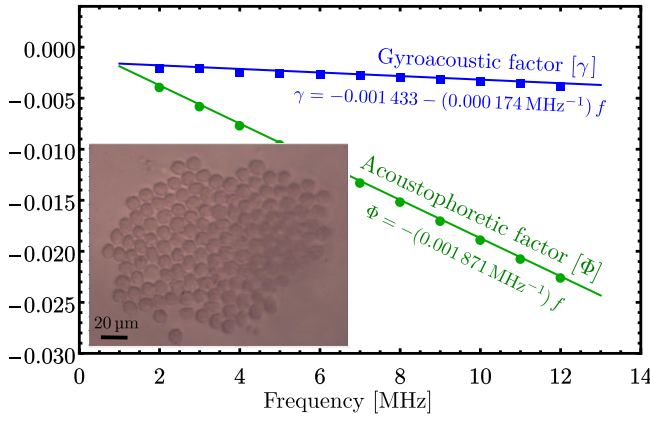 0.000
−0.005
−0.010
−0.015
−0.020
−0.025
−0.030
Gyroacoustic factor [γ]
γ = −0.001 433 − (0.000 174 MHz⁻¹) f
Acoustophoretic factor [Φ]
Φ = −(0.001 871 MHz⁻¹) f
20 µm
0 2 4 6 8 10 12 14
Frequency [MHz]